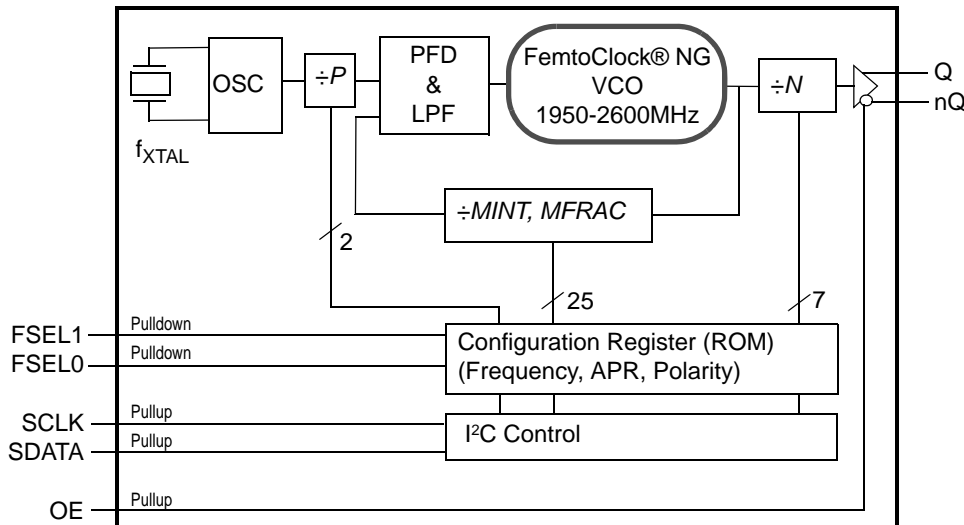 OSC
fXTAL
÷P
PFD
&
LPF
FemtoClock® NG
VCO
1950-2600MHz
÷N
Q
nQ
÷MINT, MFRAC
2
25
7
FSEL1
Pulldown
FSEL0
Pulldown
Configuration Register (ROM)
(Frequency, APR, Polarity)
SCLK
Pullup
SDATA
Pullup
I²C Control
OE
Pullup